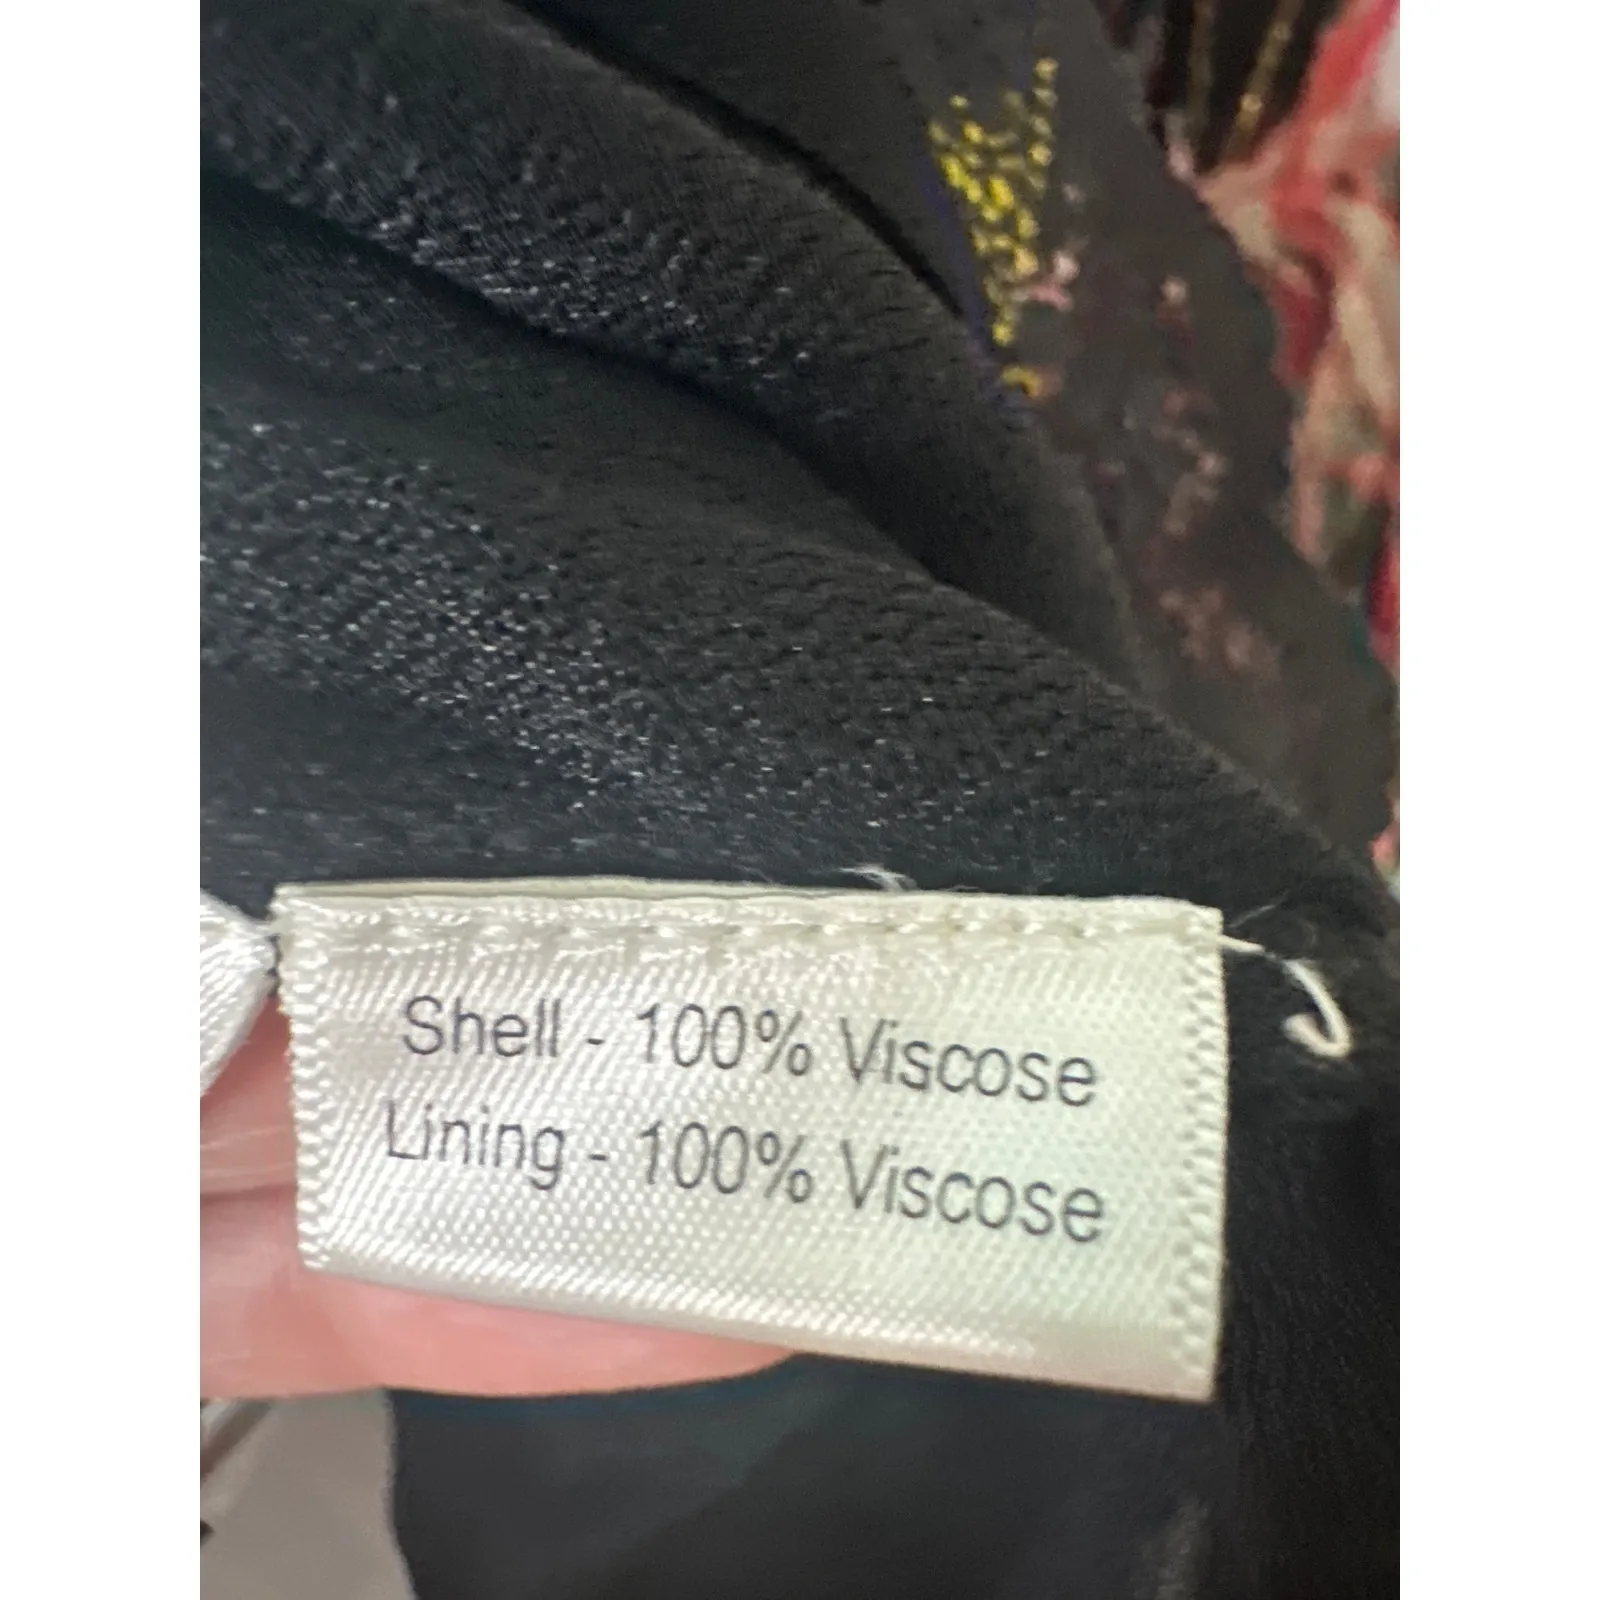 Shell - 100% Viscose
Lining - 100% Viscose